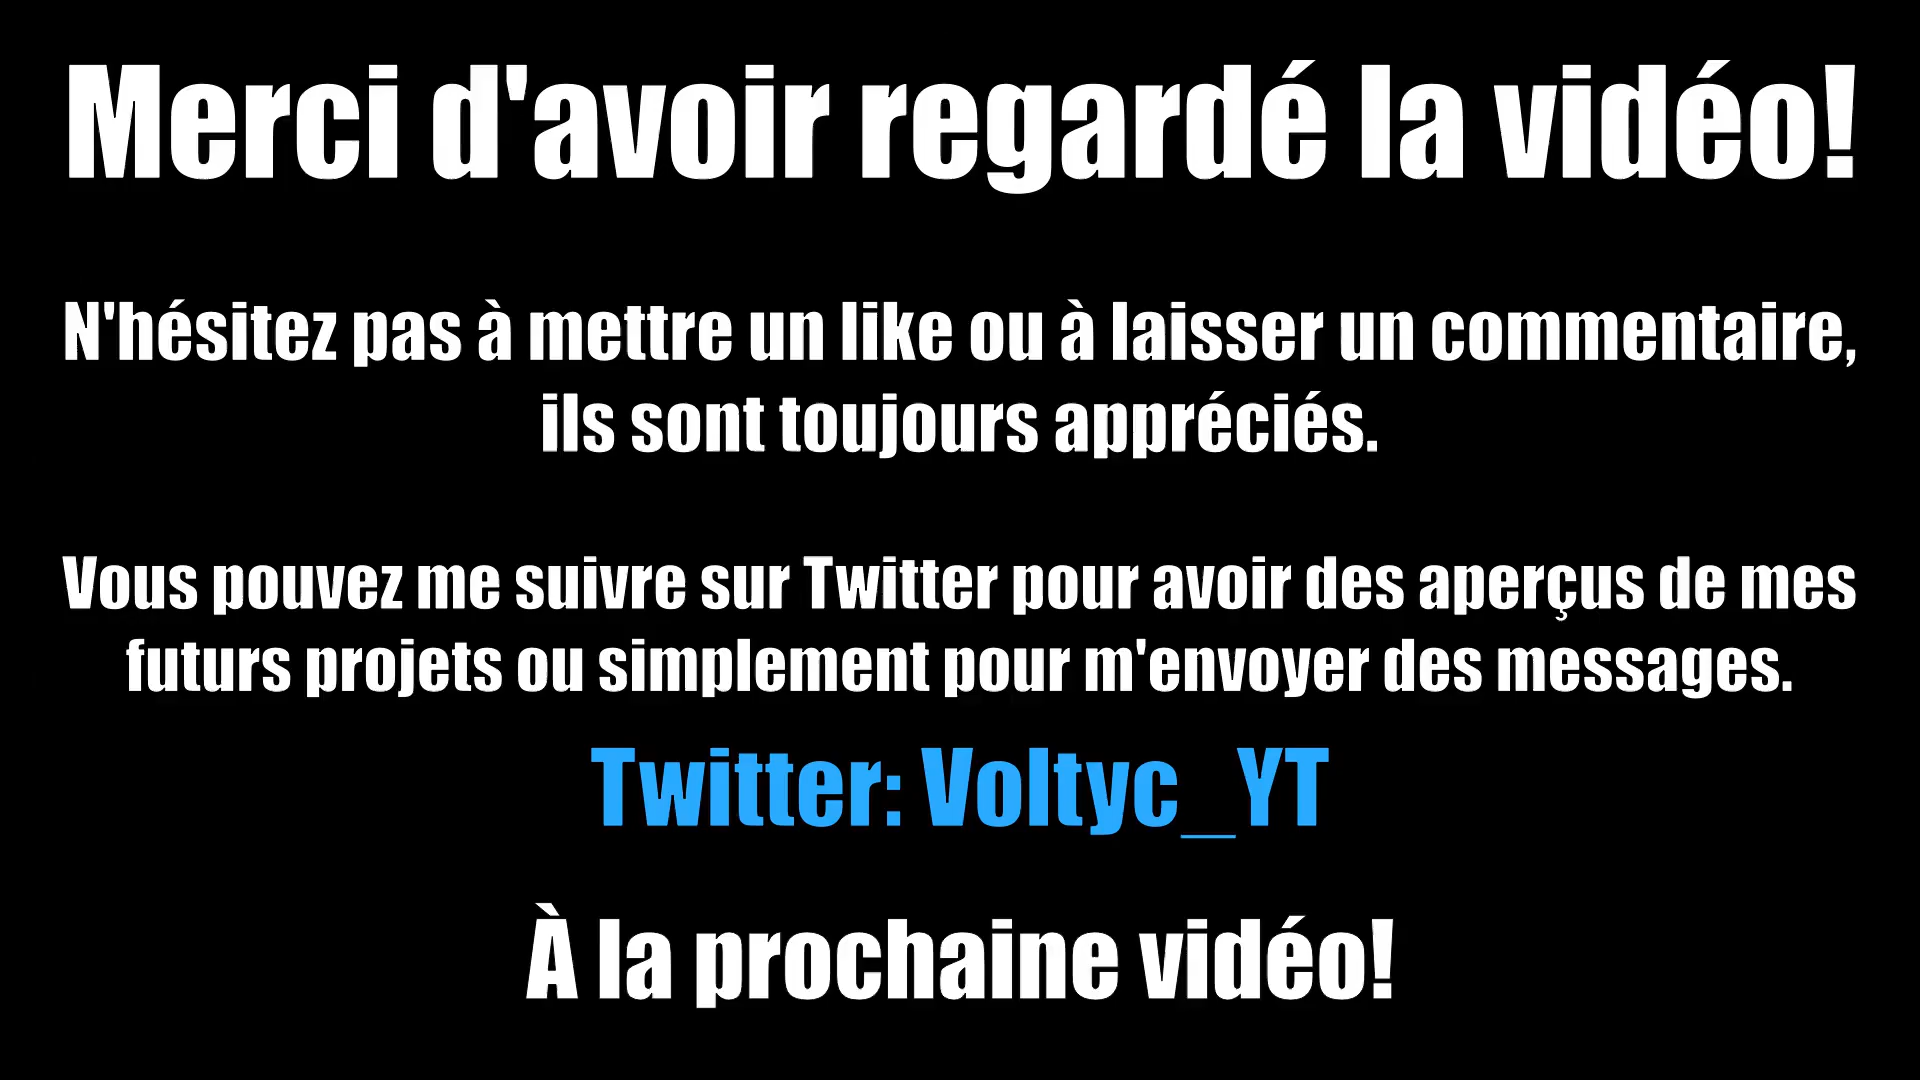 Merci d'avoir regardé la vidéo!
N'hésitez pas à mettre un like ou à laisser un commentaire,
ils sont toujours appréciés.
Vous pouvez me suivre sur Twitter pour avoir des aperçus de mes
futurs projets ou simplement pour m'envoyer des messages.
Twitter: Voltyc_YT
À la prochaine vidéo!